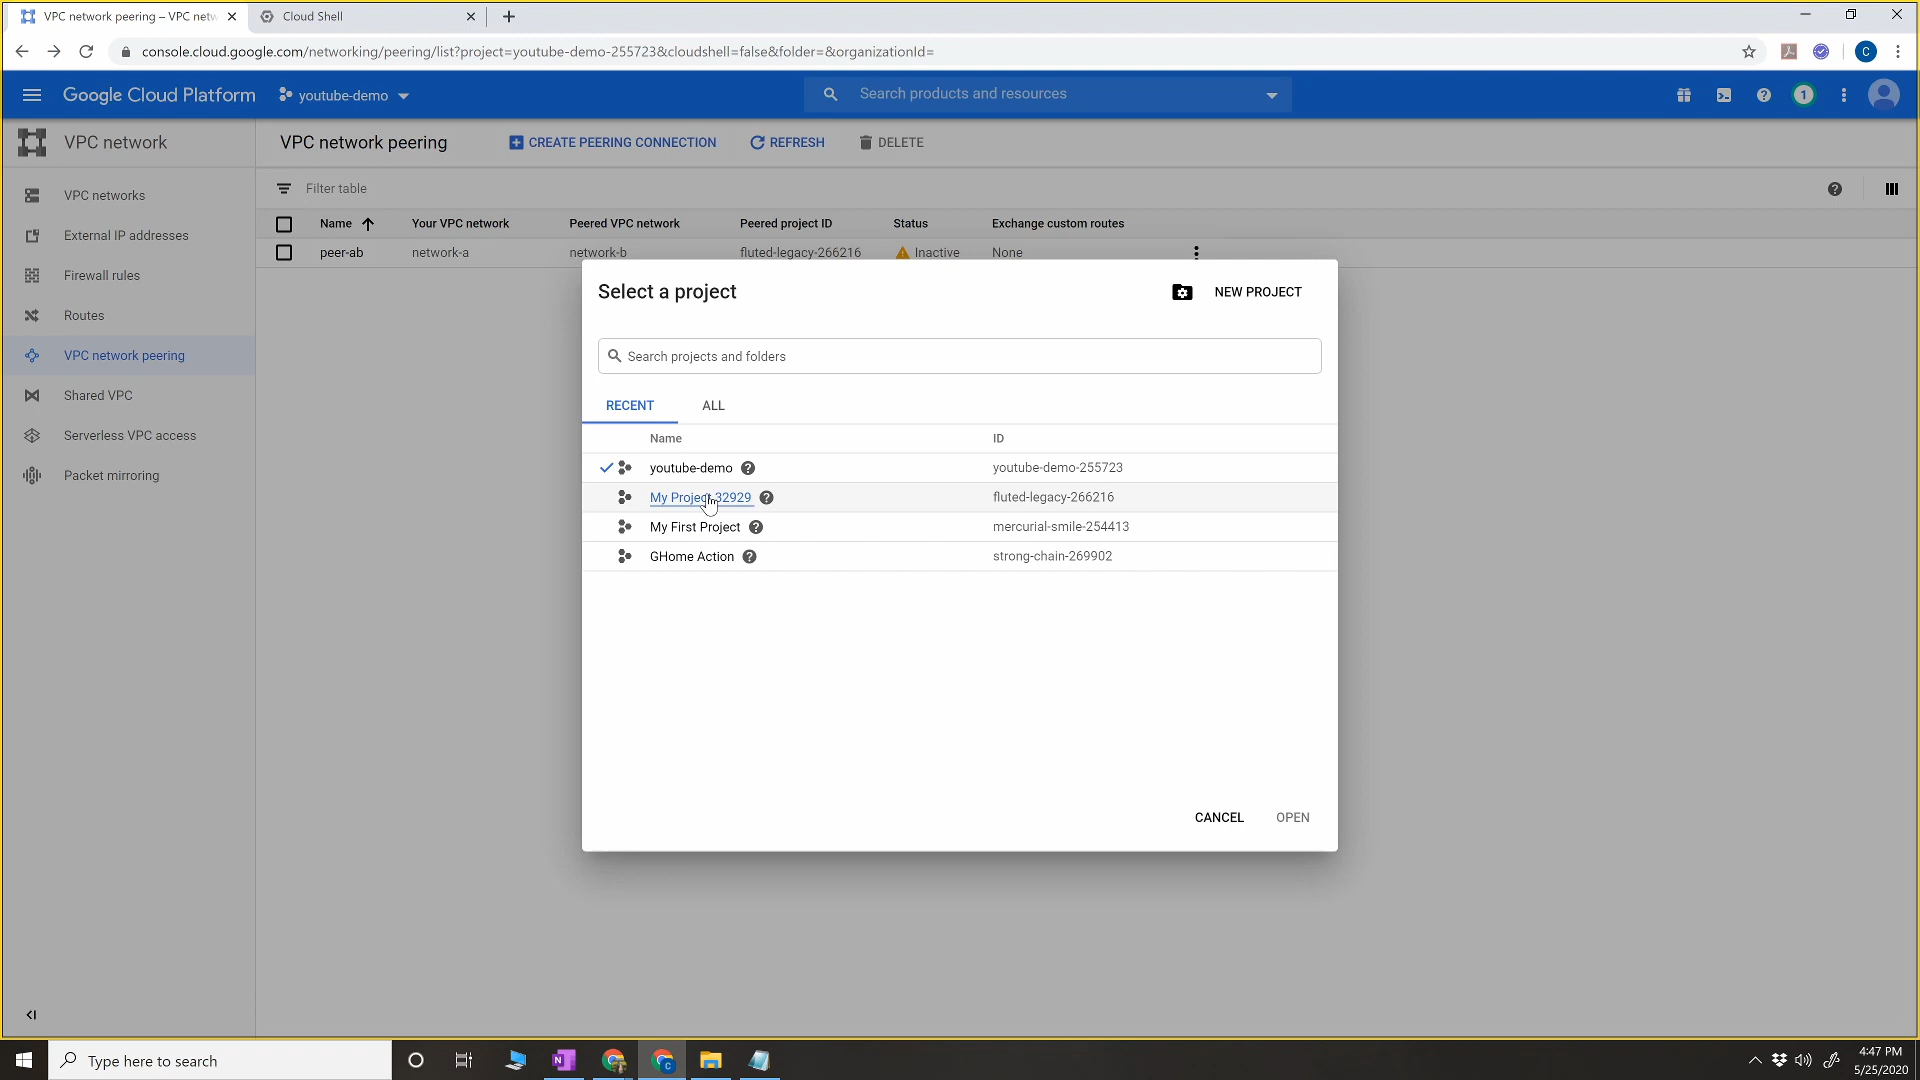 VPC network peering – VPC netw
Cloud Shell
console.cloud.google.com/networking/peering/list?project=youtube-demo-255723&cloudshell=false&folder=&organizationId=
C
Google Cloud Platform
youtube-demo
Search products and resources
1
VPC network
VPC network peering
CREATE PEERING CONNECTION
REFRESH
DELETE
VPC networks
External IP addresses
Firewall rules
Routes
VPC network peering
Shared VPC
Serverless VPC access
Packet mirroring
Filter table
Name
Your VPC network
Peered VPC network
Peered project ID
Status
Exchange custom routes
peer-ab
network-a
network-b
fluted-legacy-266216
Inactive
None
Select a project
NEW PROJECT
Search projects and folders
RECENT
ALL
Name
ID
youtube-demo
youtube-demo-255723
My Project 32929
fluted-legacy-266216
My First Project
mercurial-smile-254413
GHome Action
strong-chain-269902
CANCEL
OPEN
Type here to search
4:47 PM
5/25/2020